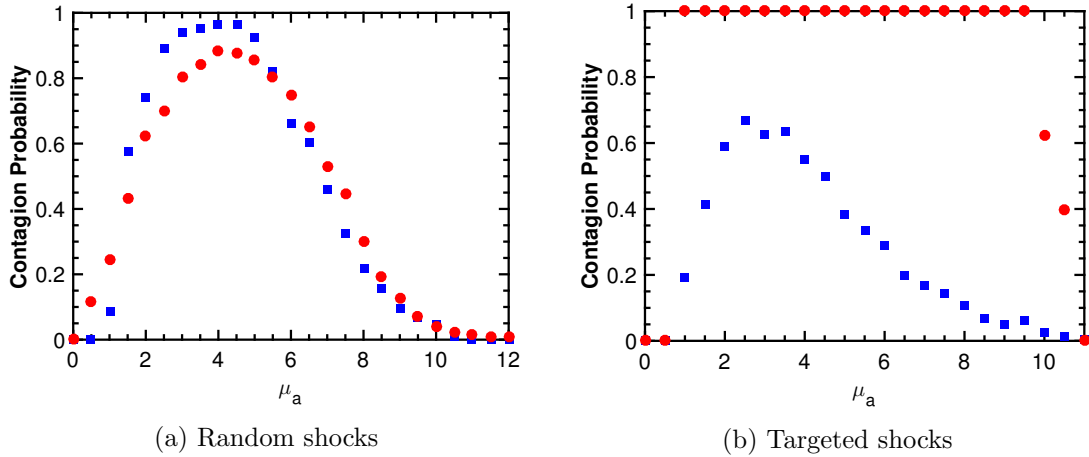 Contagion Probability
1
0.8
0.6
0.4
0.2
0
0 2 4 6 8 10 12
μa
(a) Random shocks
Contagion Probability
1
0.8
0.6
0.4
0.2
0
0 2 4 6 8 10
μa
(b) Targeted shocks